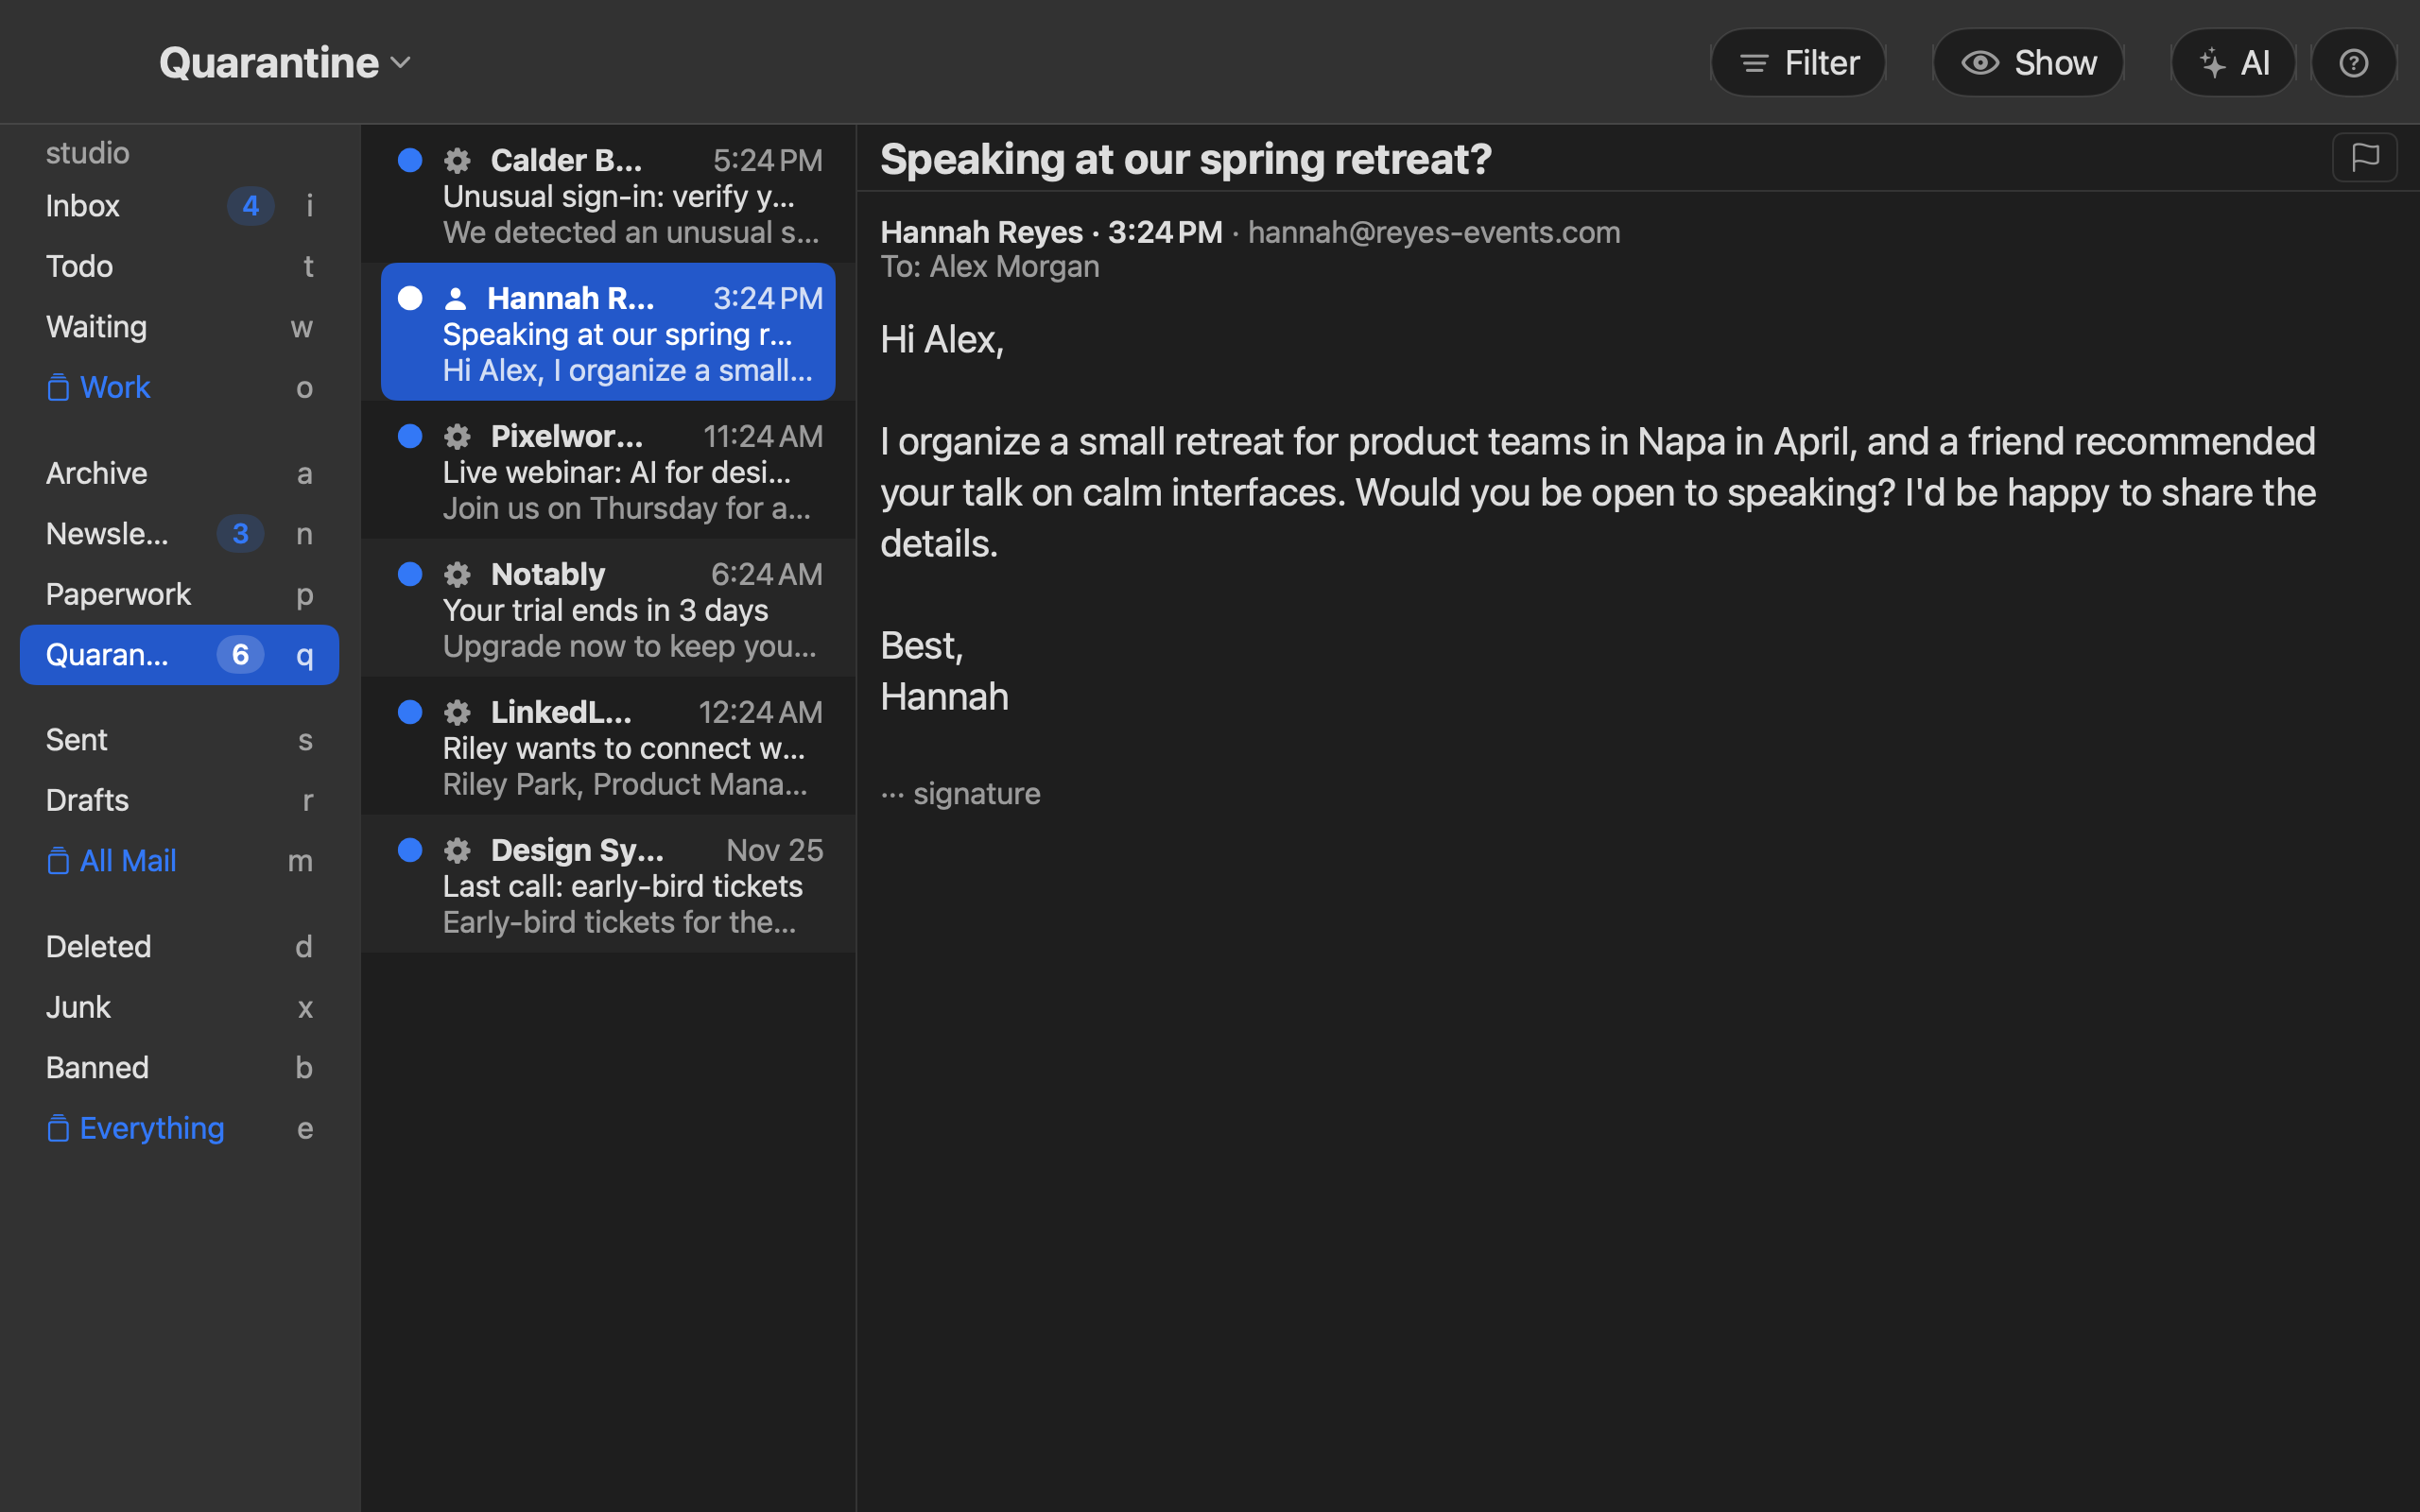 Quarantine
Filter
Show
AI
?
studio
Inbox 4 i
Todo t
Waiting w
Work o
Archive a
Newsle... 3 n
Paperwork p
Quaran... 6 q
Sent s
Drafts r
All Mail m
Deleted d
Junk x
Banned b
Everything e
Calder B... 5:24 PM
Unusual sign-in: verify y...
We detected an unusual s...
Hannah R... 3:24 PM
Speaking at our spring r...
Hi Alex, I organize a small...
Pixelwor... 11:24 AM
Live webinar: AI for desi...
Join us on Thursday for a...
Notably 6:24 AM
Your trial ends in 3 days
Upgrade now to keep you...
LinkedL... 12:24 AM
Riley wants to connect w...
Riley Park, Product Mana...
Design Sy... Nov 25
Last call: early-bird tickets
Early-bird tickets for the...
Speaking at our spring retreat?
Hannah Reyes · 3:24 PM · hannah@reyes-events.com
To: Alex Morgan
Hi Alex,
I organize a small retreat for product teams in Napa in April, and a friend recommended
your talk on calm interfaces. Would you be open to speaking? I'd be happy to share the
details.
Best,
Hannah
··· signature